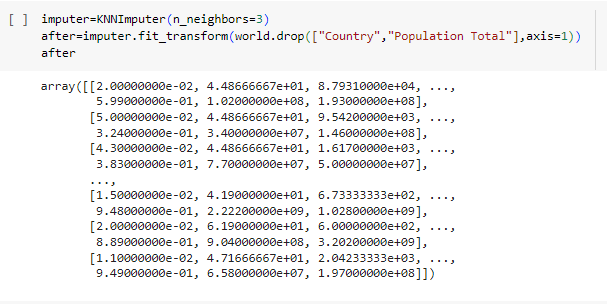 [ ] imputer=KNNImputer(n_neighbors=3)
after=imputer.fit_transform(world.drop(["Country","Population Total"],axis=1))
after
array([[2.00000000e-02, 4.48666667e+01, 8.79310000e+04, ...,
5.99000000e-01, 1.02000000e+08, 1.93000000e+08],
[5.00000000e-02, 4.48666667e+01, 9.54200000e+03, ...,
3.24000000e-01, 3.40000000e+07, 1.46000000e+08],
[4.30000000e-02, 4.48666667e+01, 1.61700000e+03, ...,
3.83000000e-01, 7.70000000e+07, 5.00000000e+07],
...,
[1.50000000e-02, 4.19000000e+01, 6.73333333e+02, ...,
9.48000000e-01, 2.22200000e+09, 1.02800000e+09],
[2.00000000e-02, 6.19000000e+01, 6.00000000e+02, ...,
8.89000000e-01, 9.04000000e+08, 3.20200000e+09],
[1.10000000e-02, 4.71666667e+01, 2.04233333e+03, ...,
9.49000000e-01, 6.58000000e+07, 1.97000000e+08]])